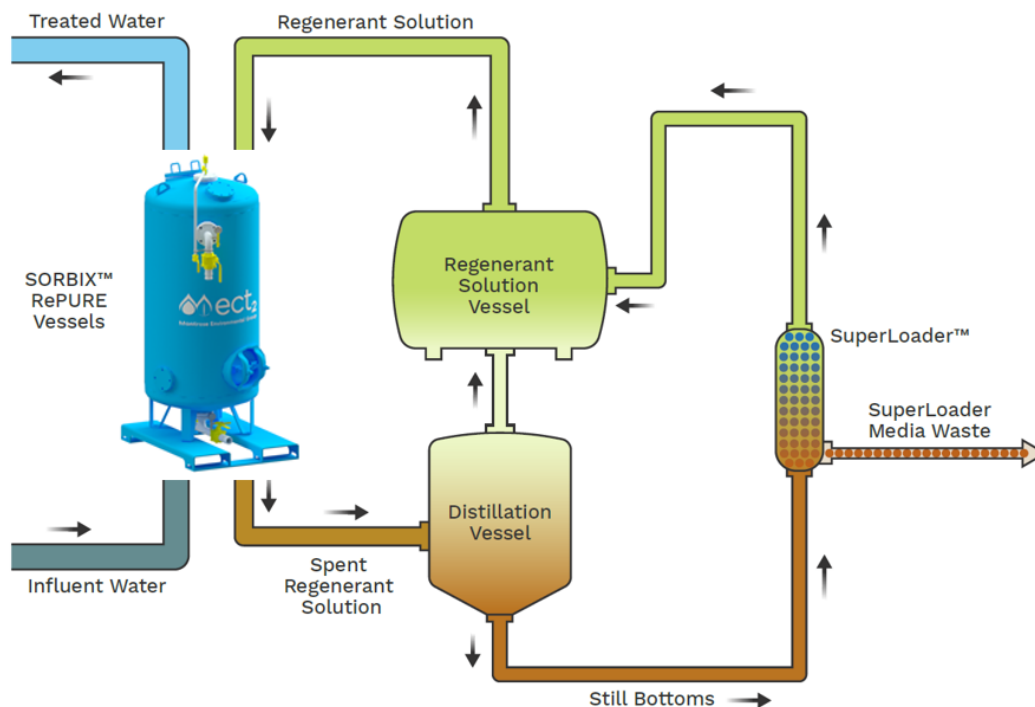 Treated Water
Regenerant Solution
SORBIX™
RePURE
Vessels
ect₂
Regenerant
Solution
Vessel
SuperLoader™
SuperLoader
Media Waste
Distillation
Vessel
Influent Water
Spent
Regenerant
Solution
Still Bottoms